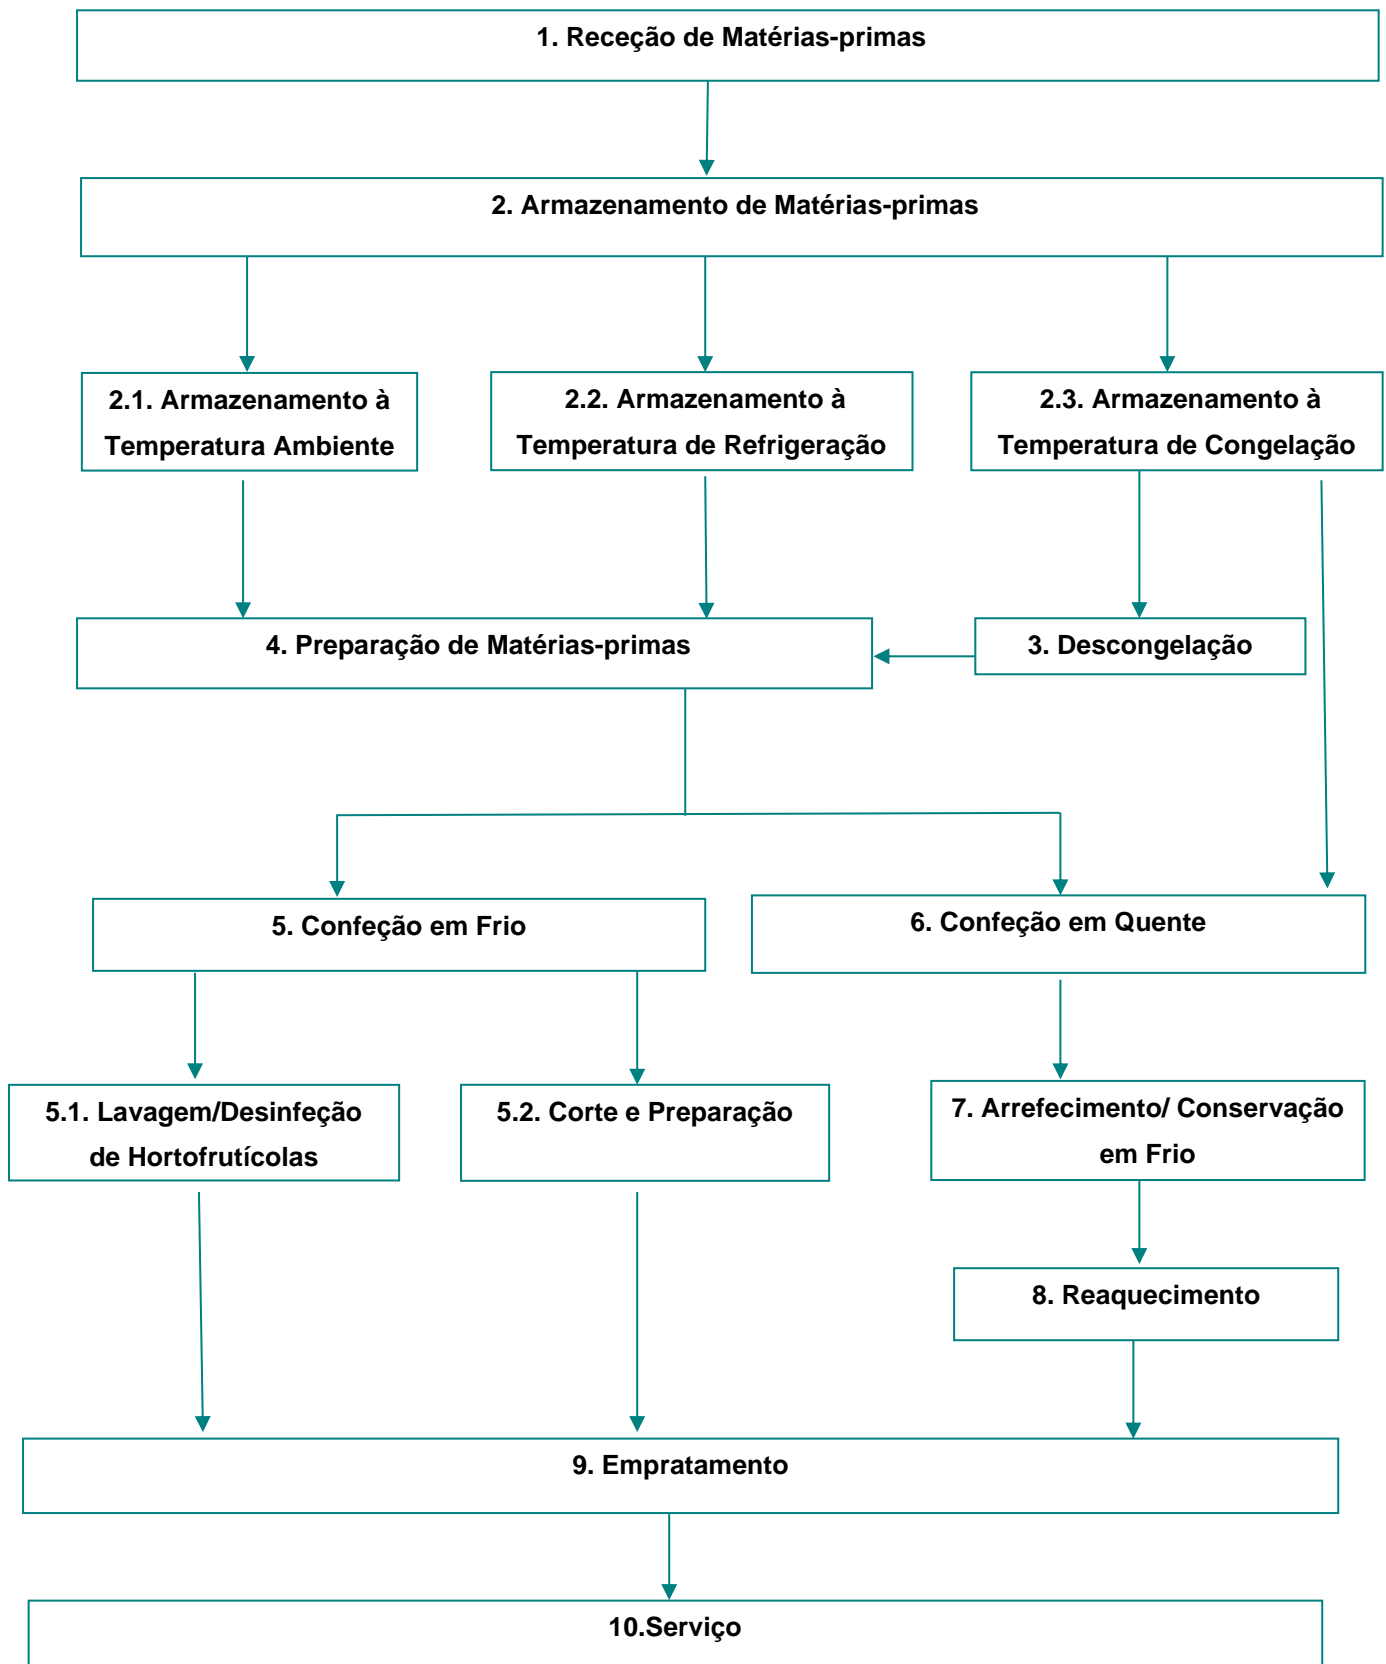 1. Receção de Matérias-primas
2. Armazenamento de Matérias-primas
2.1. Armazenamento à
Temperatura Ambiente
2.2. Armazenamento à
Temperatura de Refrigeração
2.3. Armazenamento à
Temperatura de Congelação
4. Preparação de Matérias-primas
3. Descongelação
5. Confeção em Frio
6. Confeção em Quente
5.1. Lavagem/Desinfeção
de Hortofrutícolas
5.2. Corte e Preparação
7. Arrefecimento/ Conservação
em Frio
8. Reaquecimento
9. Empratamento
10.Serviço